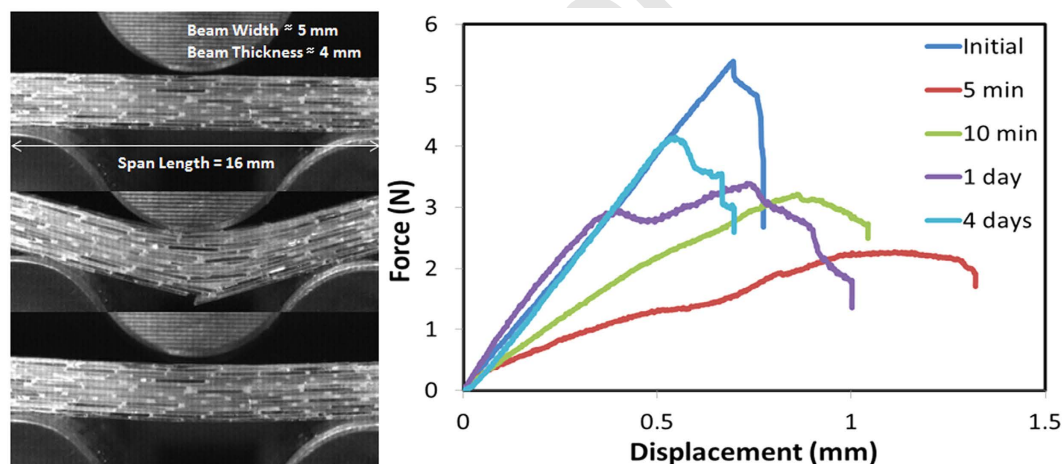 Beam Width ≈ 5 mm
Beam Thickness ≈ 4 mm
Span Length = 16 mm
6
5
4
3
2
1
0
Force (N)
0
0.5
1
1.5
Displacement (mm)
Initial
5 min
10 min
1 day
4 days